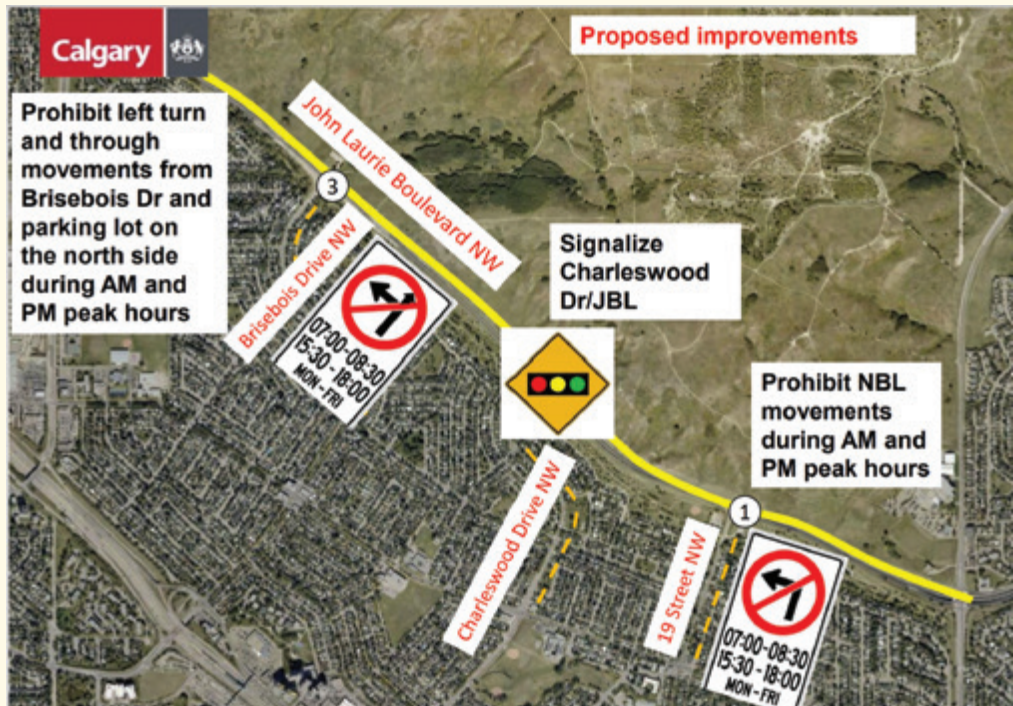 Calgary
Proposed improvements
Prohibit left turn
and through
movements from
Brisebois Dr and
parking lot on
the north side
during AM and
PM peak hours
John Laurie Boulevard NW
3
Brisebois Drive NW
07:00-08:30
15:30-18:00
MON-FRI
Signalize
Charleswood
Dr/JBL
Charleswood Drive NW
Prohibit NBL
movements
during AM and
PM peak hours
1
19 Street NW
07:00-08:30
15:30-18:00
MON-FRI